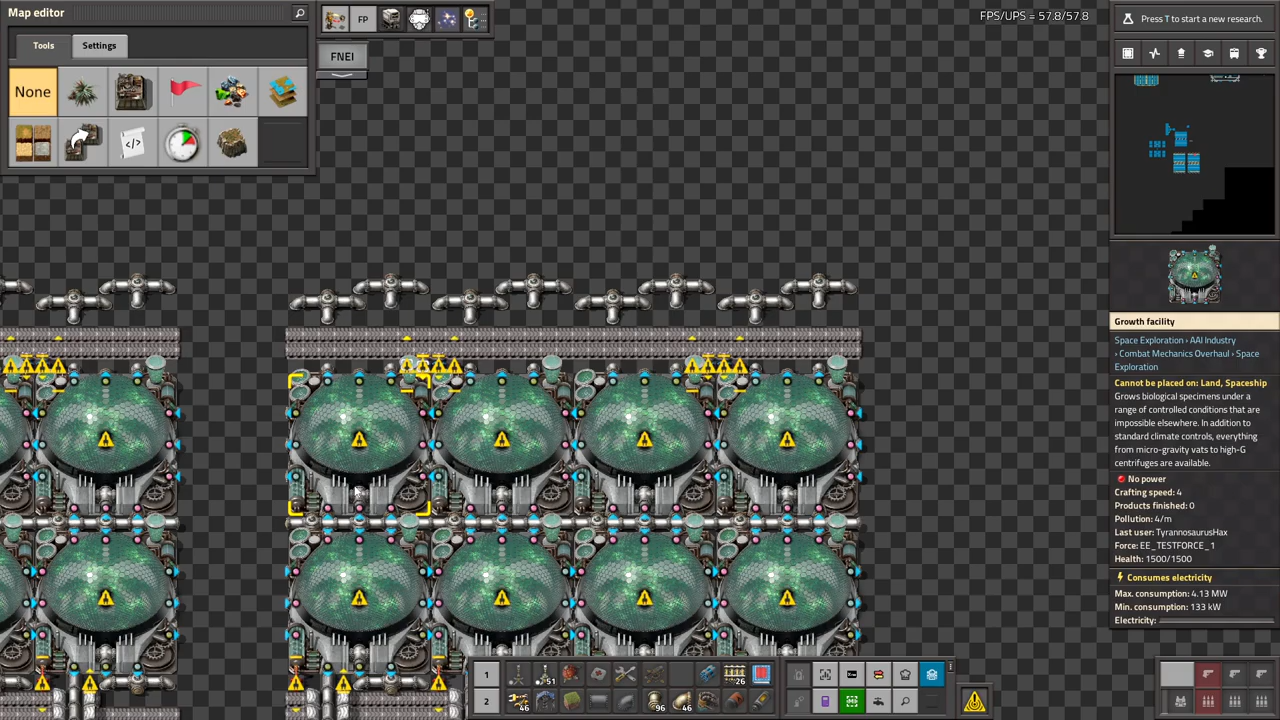 Map editor
FP
FPS/UPS = 57.8/57.8
Press T to start a new research.
Tools
Settings
FNEI
None
Growth facility
Space Exploration › AAI Industry
› Combat Mechanics Overhaul › Space
Exploration
Cannot be placed on: Land, Spaceship
Grows biological specimens under a
range of controlled conditions that are
impossible elsewhere. In addition to
standard climate controls, everything
from micro-gravity vats to high-G
centrifuges are available.
No power
Crafting speed: 4
Products finished: 0
Pollution: 4/m
Last user: TyrannosaurusHax
Force: EE_TESTFORCE_1
Health: 1500/1500
Consumes electricity
Max. consumption: 4.13 MW
Min. consumption: 133 kW
Electricity:
1
51
26
2
46
96
46